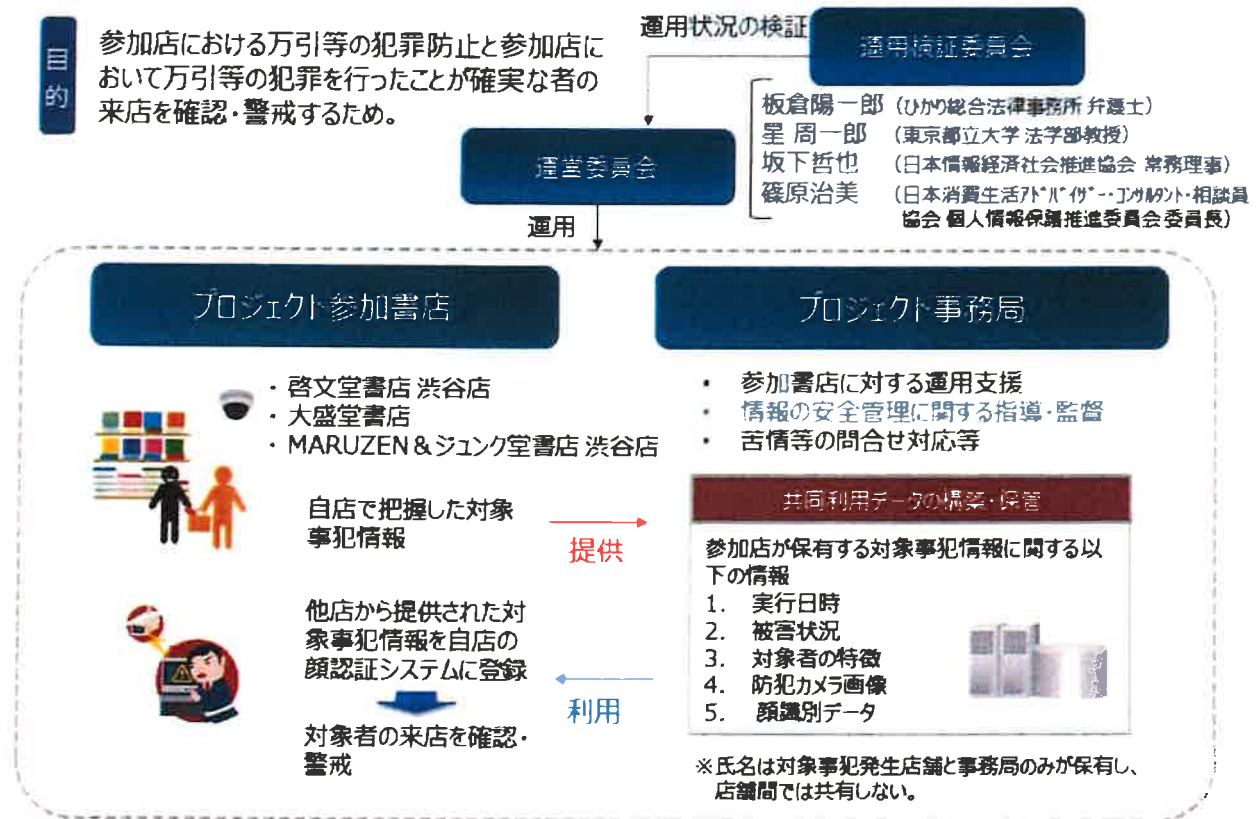 目的
参加店における万引等の犯罪防止と参加店に
おいて万引等の犯罪を行ったことが確実な者の
来店を確認・警戒するため。
運用状況の検証
運用検証委員会
板倉陽一郎 (ひかり総合法律事務所 弁護士)
星 周一郎 (東京都立大学 法学部教授)
坂下哲也 (日本情報経済社会推進協会 常務理事)
篠原治美 (日本消費生活アドバイザー・コンサルタント・相談員
協会 個人情報保護推進委員会 委員長)
運営委員会
運用
プロジェクト参加書店
・ 啓文堂書店 渋谷店
・ 大盛堂書店
・ MARUZEN&ジュンク堂書店 渋谷店
自店で把握した対象
事犯情報
提供
他店から提供された対
象事犯情報を自店の
顔認証システムに登録
利用
対象者の来店を確認・
警戒
プロジェクト事務局
・ 参加書店に対する運用支援
・ 情報の安全管理に関する指導・監督
・ 苦情等の問合せ対応等
共同利用データの構築・保管
参加店が保有する対象事犯情報に関する以
下の情報
1. 実行日時
2. 被害状況
3. 対象者の特徴
4. 防犯カメラ画像
5. 顔識別データ
※氏名は対象事犯発生店舗と事務局のみが保有し、
店舗間では共有しない。